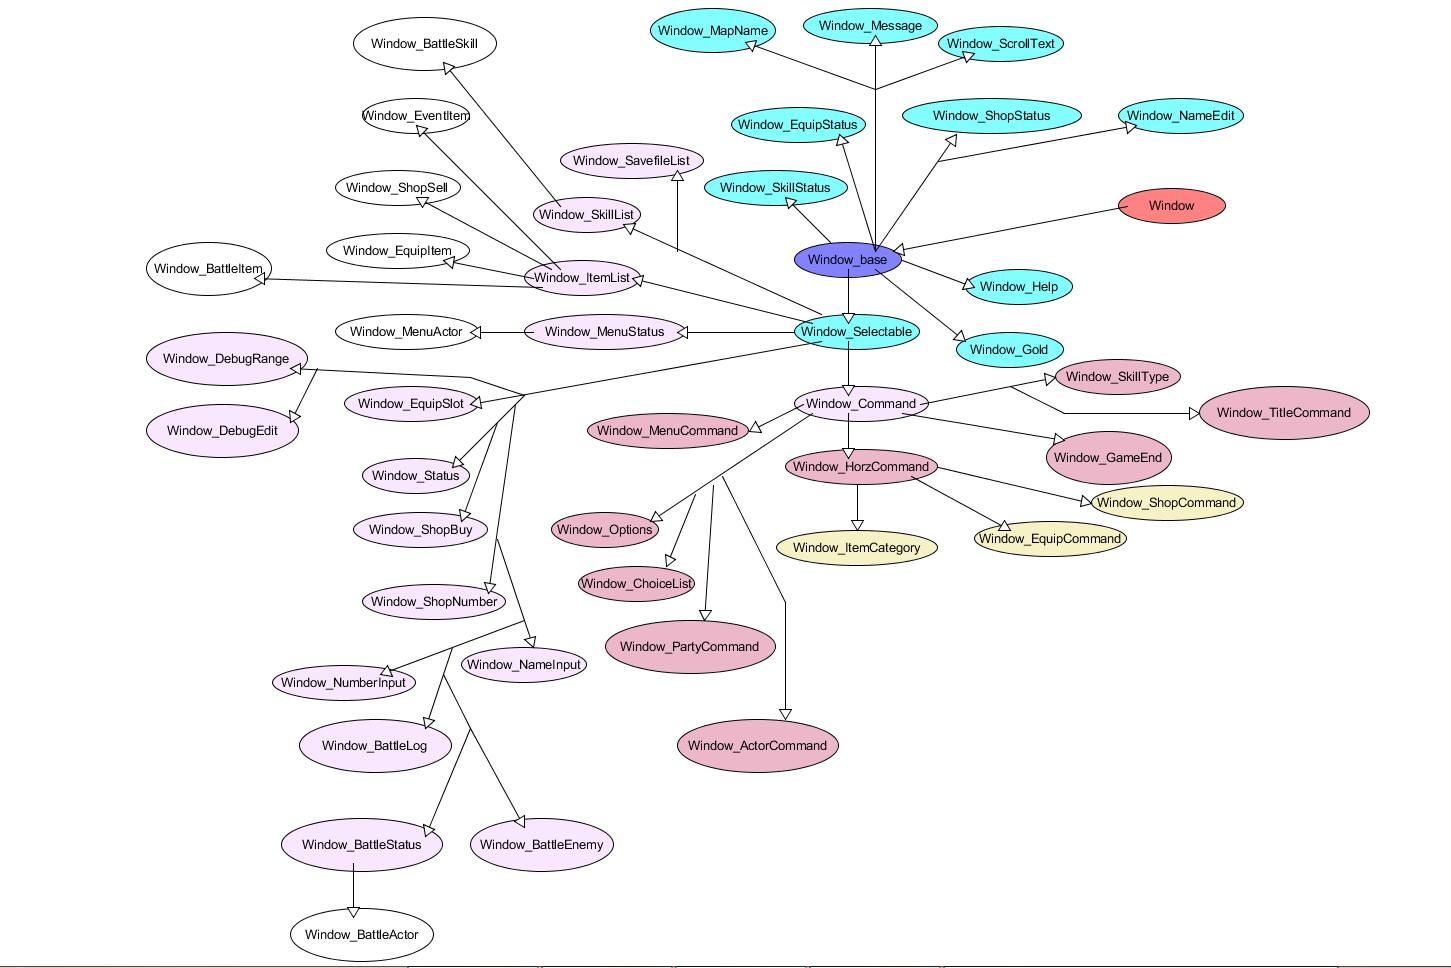 Window_Message
Window_MapName
Window_BattleSkill
Window_ScrollText
Window_EventItem
Window_ShopStatus
Window_NameEdit
Window_EquipStatus
Window_SavefileList
Window_ShopSell
Window_SkillStatus
Window
Window_SkillList
Window_EquipItem
Window_base
Window_BattleItem
Window_ItemList
Window_Help
Window_MenuActor
Window_MenuStatus
Window_Selectable
Window_Gold
Window_DebugRange
Window_SkillType
Window_EquipSlot
Window_Command
Window_TitleCommand
Window_DebugEdit
Window_MenuCommand
Window_GameEnd
Window_HorzCommand
Window_Status
Window_ShopCommand
Window_ShopBuy
Window_Options
Window_EquipCommand
Window_ItemCategory
Window_ChoiceList
Window_ShopNumber
Window_PartyCommand
Window_NameInput
Window_NumberInput
Window_BattleLog
Window_ActorCommand
Window_BattleStatus
Window_BattleEnemy
Window_BattleActor